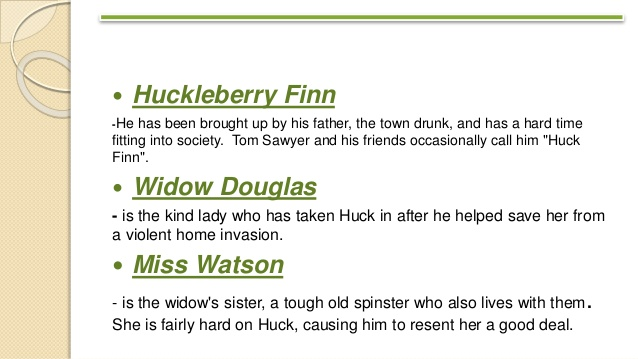 • Huckleberry Finn
-He has been brought up by his father, the town drunk, and has a hard time
fitting into society.  Tom Sawyer and his friends occasionally call him "Huck
Finn".
• Widow Douglas
- is the kind lady who has taken Huck in after he helped save her from
a violent home invasion.
• Miss Watson
- is the widow's sister, a tough old spinster who also lives with them.
She is fairly hard on Huck, causing him to resent her a good deal.